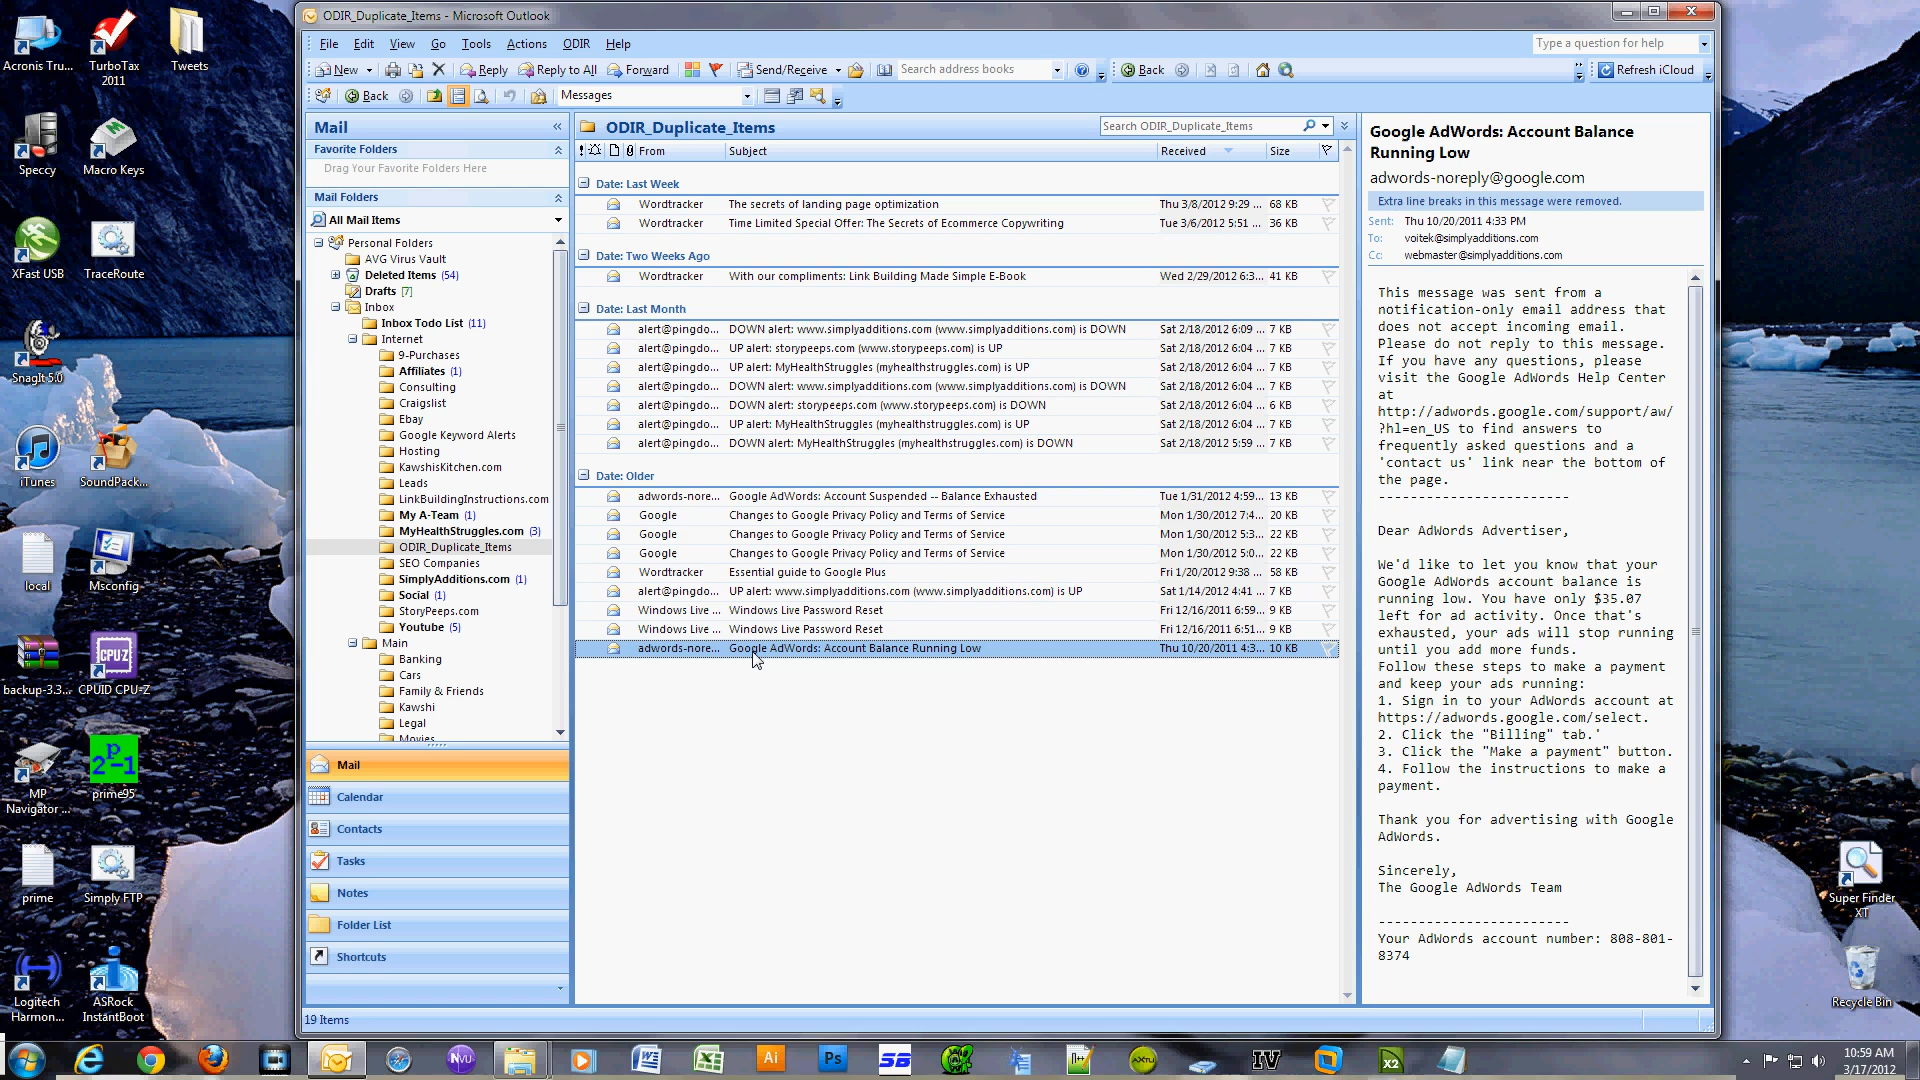 Acronis Tru...
TurboTax
2011
Tweets
Speccy
Macro Keys
XFast USB
TraceRoute
SnagIt 5.0
iTunes
SoundPack...
local
Msconfig
backup-3.3...
CPUID CPU-Z
MP
Navigator ...
prime95
prime
Simply FTP
Logitech
Harmon...
ASRock
InstantBoot
ODIR_Duplicate_Items - Microsoft Outlook
File Edit View Go Tools Actions ODIR Help
Type a question for help
New Reply Reply to All Forward Send/Receive Search address books Back Refresh iCloud
Back Messages
Mail
Favorite Folders
Drag Your Favorite Folders Here
Mail Folders
All Mail Items
Personal Folders
AVG Virus Vault
Deleted Items (54)
Drafts [7]
Inbox
Inbox Todo List (11)
Internet
9-Purchases
Affiliates (1)
Consulting
Craigslist
Ebay
Google Keyword Alerts
Hosting
KawshisKitchen.com
Leads
LinkBuildingInstructions.com
My A-Team (1)
MyHealthStruggles.com (3)
ODIR_Duplicate_Items
SEO Companies
SimplyAdditions.com (1)
Social (1)
StoryPeeps.com
Youtube (5)
Main
Banking
Cars
Family & Friends
Kawshi
Legal
Movies
Mail
Calendar
Contacts
Tasks
Notes
Folder List
Shortcuts
19 Items
ODIR_Duplicate_Items
Search ODIR_Duplicate_Items
From Subject Received Size
Date: Last Week
Wordtracker The secrets of landing page optimization Thu 3/8/2012 9:29 ... 68 KB
Wordtracker Time Limited Special Offer: The Secrets of Ecommerce Copywriting Tue 3/6/2012 5:51 ... 36 KB
Date: Two Weeks Ago
Wordtracker With our compliments: Link Building Made Simple E-Book Wed 2/29/2012 6:3... 41 KB
Date: Last Month
alert@pingdo... DOWN alert: www.simplyadditions.com (www.simplyadditions.com) is DOWN Sat 2/18/2012 6:09 ... 7 KB
alert@pingdo... UP alert: storypeeps.com (www.storypeeps.com) is UP Sat 2/18/2012 6:04 ... 7 KB
alert@pingdo... UP alert: MyHealthStruggles (myhealthstruggles.com) is UP Sat 2/18/2012 6:04 ... 7 KB
alert@pingdo... DOWN alert: www.simplyadditions.com (www.simplyadditions.com) is DOWN Sat 2/18/2012 6:04 ... 7 KB
alert@pingdo... DOWN alert: storypeeps.com (www.storypeeps.com) is DOWN Sat 2/18/2012 6:04 ... 6 KB
alert@pingdo... UP alert: MyHealthStruggles (myhealthstruggles.com) is UP Sat 2/18/2012 6:04 ... 7 KB
alert@pingdo... DOWN alert: MyHealthStruggles (myhealthstruggles.com) is DOWN Sat 2/18/2012 5:59 ... 7 KB
Date: Older
adwords-nore... Google AdWords: Account Suspended -- Balance Exhausted Tue 1/31/2012 4:59... 13 KB
Google Changes to Google Privacy Policy and Terms of Service Mon 1/30/2012 7:4... 20 KB
Google Changes to Google Privacy Policy and Terms of Service Mon 1/30/2012 5:3... 22 KB
Google Changes to Google Privacy Policy and Terms of Service Mon 1/30/2012 5:0... 22 KB
Wordtracker Essential guide to Google Plus Fri 1/20/2012 9:38 ... 58 KB
alert@pingdo... UP alert: www.simplyadditions.com (www.simplyadditions.com) is UP Sat 1/14/2012 4:41 ... 7 KB
Windows Live ... Windows Live Password Reset Fri 12/16/2011 6:59... 9 KB
Windows Live ... Windows Live Password Reset Fri 12/16/2011 6:51... 9 KB
adwords-nore... Google AdWords: Account Balance Running Low Thu 10/20/2011 4:3... 10 KB
Google AdWords: Account Balance
Running Low
adwords-noreply@google.com
Extra line breaks in this message were removed.
Sent: Thu 10/20/2011 4:33 PM
To: voitek@simplyadditions.com
Cc: webmaster@simplyadditions.com
This message was sent from a
notification-only email address that
does not accept incoming email.
Please do not reply to this message.
If you have any questions, please
visit the Google AdWords Help Center
at
http://adwords.google.com/support/aw/
?hl=en_US to find answers to
frequently asked questions and a
'contact us' link near the bottom of
the page.
------------------------
Dear AdWords Advertiser,
We'd like to let you know that your
Google AdWords account balance is
running low. You have only $35.07
left for ad activity. Once that's
exhausted, your ads will stop running
until you add more funds.
Follow these steps to make a payment
and keep your ads running:
1. Sign in to your AdWords account at
https://adwords.google.com/select.
2. Click the "Billing" tab.'
3. Click the "Make a payment" button.
4. Follow the instructions to make a
payment.
Thank you for advertising with Google
AdWords.
Sincerely,
The Google AdWords Team
------------------------
Your AdWords account number: 808-801-
8374
Super Finder
XT
Recycle Bin
10:59 AM
3/17/2012